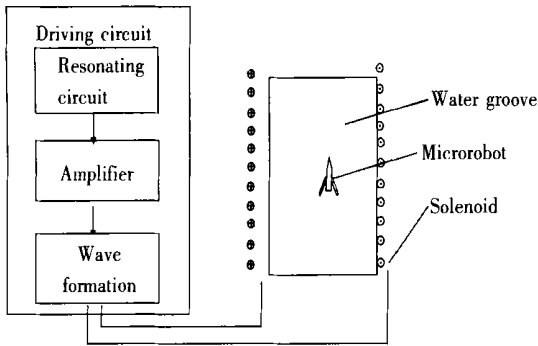 Driving circuit
Resonating
circuit
Amplifier
Wave
formation
Water groove
Microrobot
Solenoid